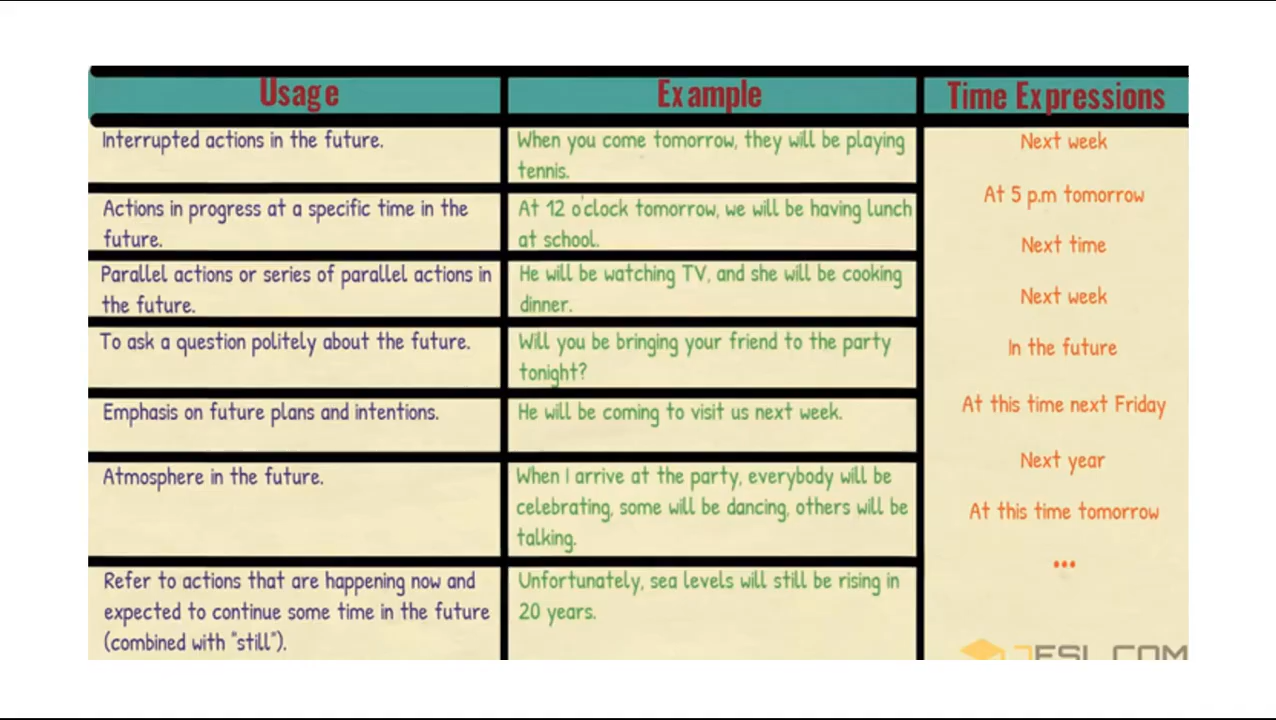 Usage
Example
Time Expressions
Interrupted actions in the future.
When you come tomorrow, they will be playing
tennis.
Actions in progress at a specific time in the
future.
At 12 o'clock tomorrow, we will be having lunch
at school.
Parallel actions or series of parallel actions in
the future.
He will be watching TV, and she will be cooking
dinner.
To ask a question politely about the future.
Will you be bringing your friend to the party
tonight?
Emphasis on future plans and intentions.
He will be coming to visit us next week.
Atmosphere in the future.
When I arrive at the party, everybody will be
celebrating, some will be dancing, others will be
talking.
Refer to actions that are happening now and
expected to continue some time in the future
(combined with "still").
Unfortunately, sea levels will still be rising in
20 years.
Next week
At 5 p.m tomorrow
Next time
Next week
In the future
At this time next Friday
Next year
At this time tomorrow
...
7ESL.COM